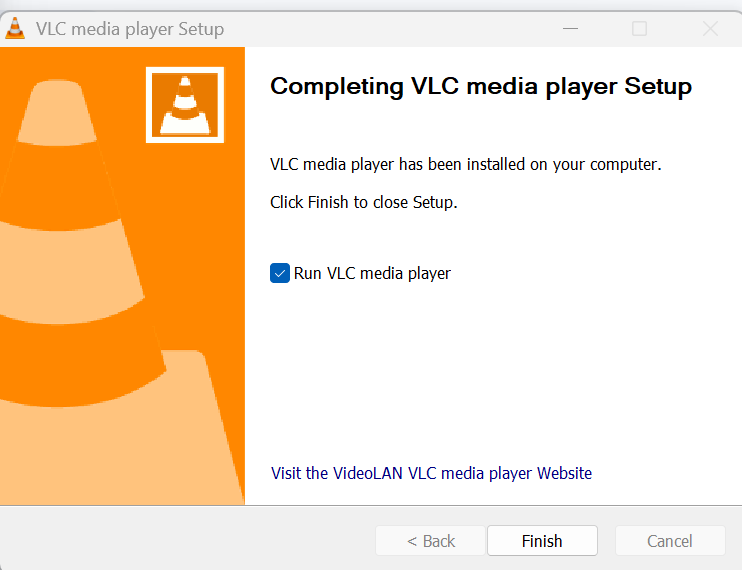 VLC media player Setup
Completing VLC media player Setup
VLC media player has been installed on your computer.
Click Finish to close Setup.
Run VLC media player
Visit the VideoLAN VLC media player Website
< Back
Finish
Cancel